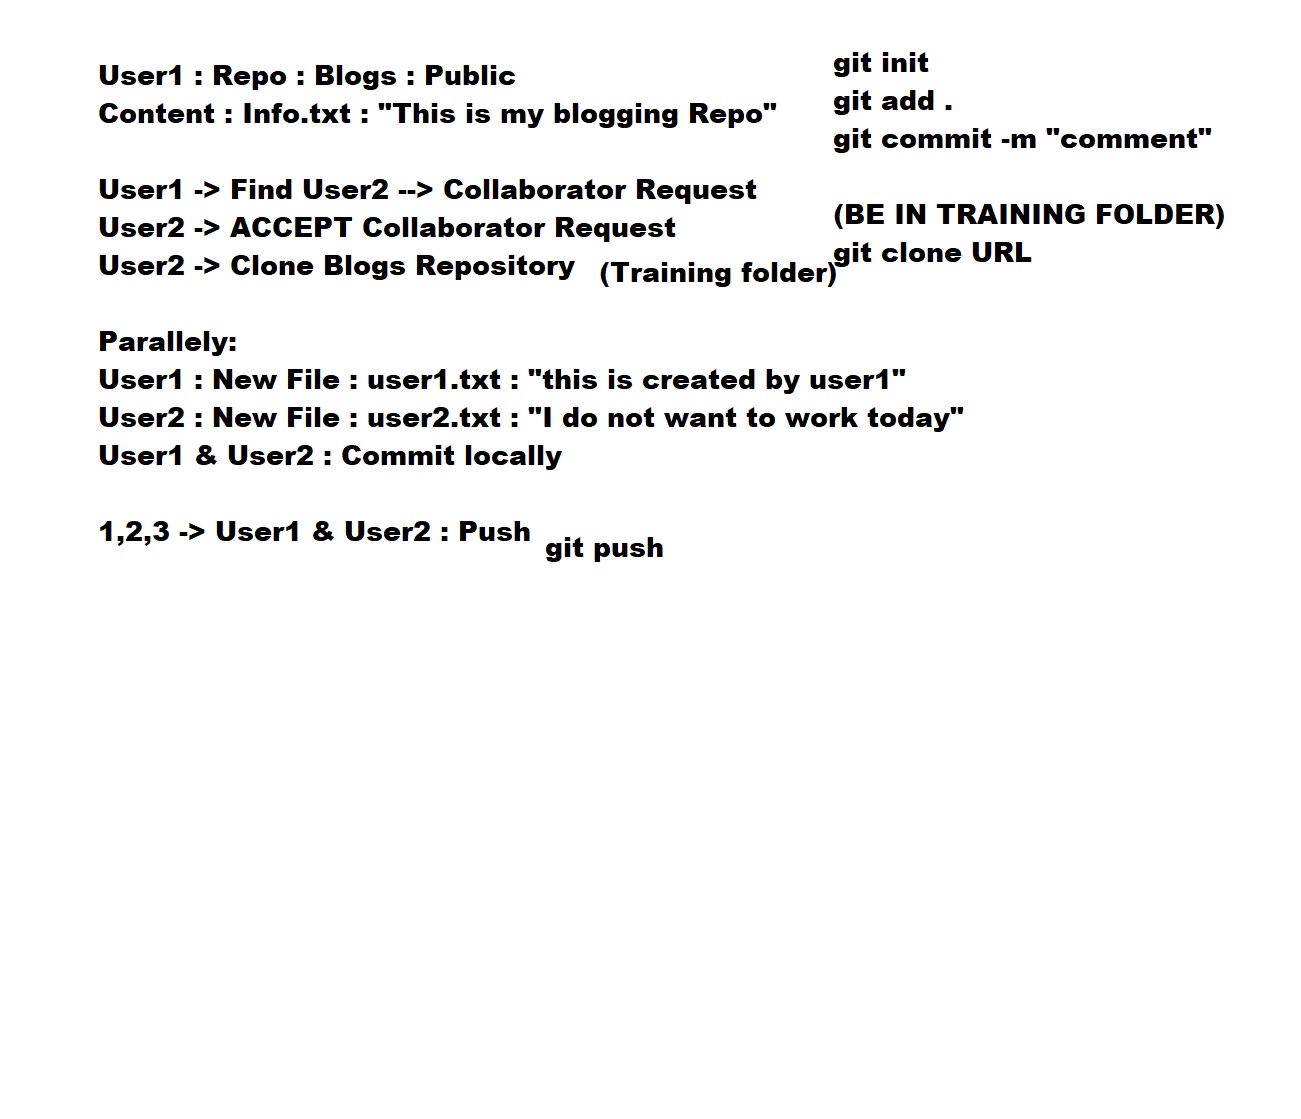 User1 : Repo : Blogs : Public
Content : Info.txt : "This is my blogging Repo"
git init
git add .
git commit -m "comment"
User1 -> Find User2 --> Collaborator Request
User2 -> ACCEPT Collaborator Request
User2 -> Clone Blogs Repository (Training folder)
(BE IN TRAINING FOLDER)
git clone URL
Parallely:
User1 : New File : user1.txt : "this is created by user1"
User2 : New File : user2.txt : "I do not want to work today"
User1 & User2 : Commit locally
1,2,3 -> User1 & User2 : Push git push